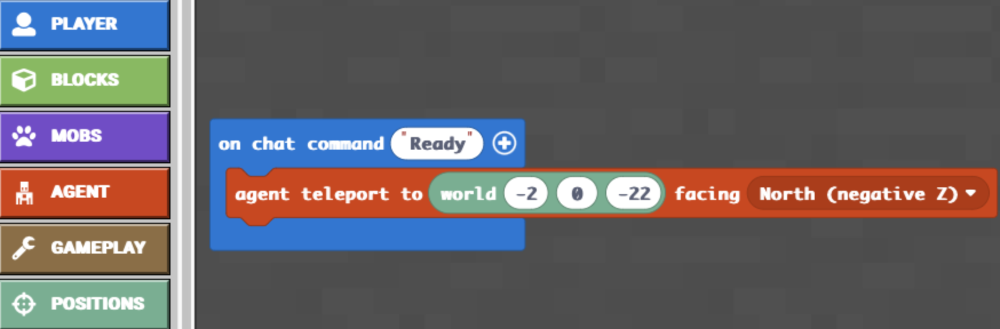 PLAYER
BLOCKS
MOBS
AGENT
GAMEPLAY
POSITIONS
on chat command "Ready"
agent teleport to world -2 0 -22 facing North (negative Z)